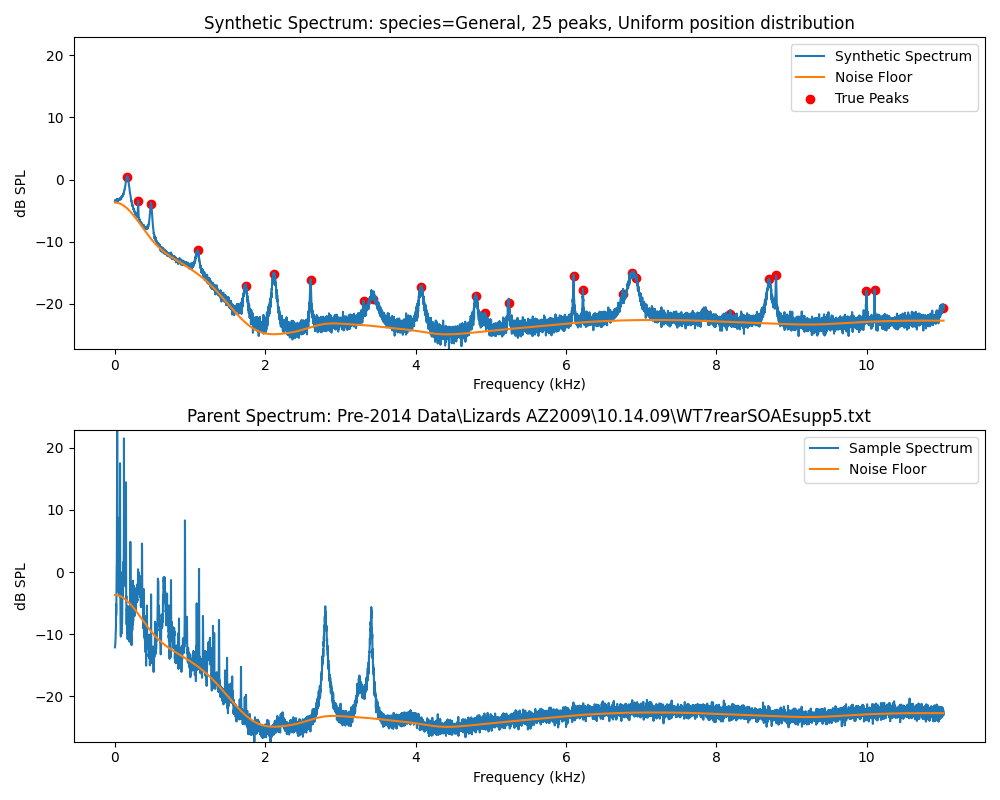 Synthetic Spectrum: species=General, 25 peaks, Uniform position distribution
20
10
0
−10
−20
dB SPL
Synthetic Spectrum
Noise Floor
True Peaks
0 2 4 6 8 10
Frequency (kHz)
Parent Spectrum: Pre-2014 Data\Lizards AZ2009\10.14.09\WT7rearSOAEsupp5.txt
20
10
0
−10
−20
dB SPL
Sample Spectrum
Noise Floor
0 2 4 6 8 10
Frequency (kHz)